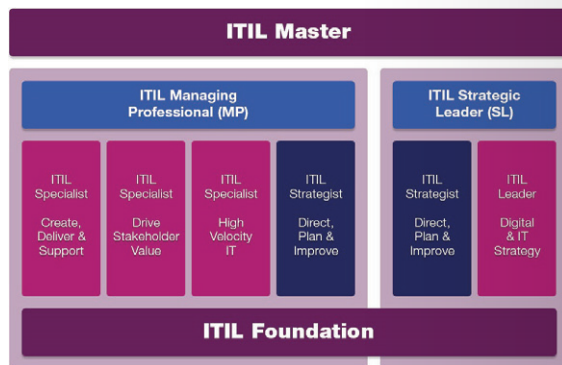 ITIL Master
ITIL Managing
Professional (MP)
ITIL
Specialist
Create,
Deliver &
Support
ITIL
Specialist
Drive
Stakeholder
Value
ITIL
Specialist
High
Velocity
IT
ITIL
Strategist
Direct,
Plan &
Improve
ITIL Strategic
Leader (SL)
ITIL
Strategist
Direct,
Plan &
Improve
ITIL
Leader
Digital
& IT
Strategy
ITIL Foundation